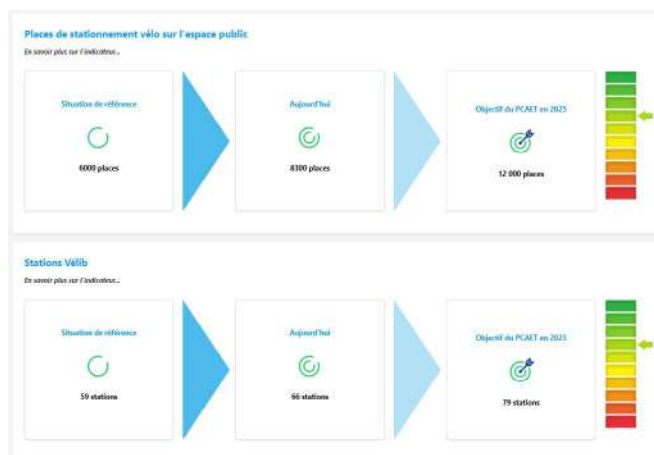 Places de stationnement vélo sur l'espace public
En savoir plus sur l'indicateur...
Situation de référence
Aujourd'hui
Objectif du PCAET en 2025
6000 places
8300 places
12 000 places
Stations Vélib
En savoir plus sur l'indicateur...
Situation de référence
Aujourd'hui
Objectif du PCAET en 2025
59 stations
66 stations
79 stations